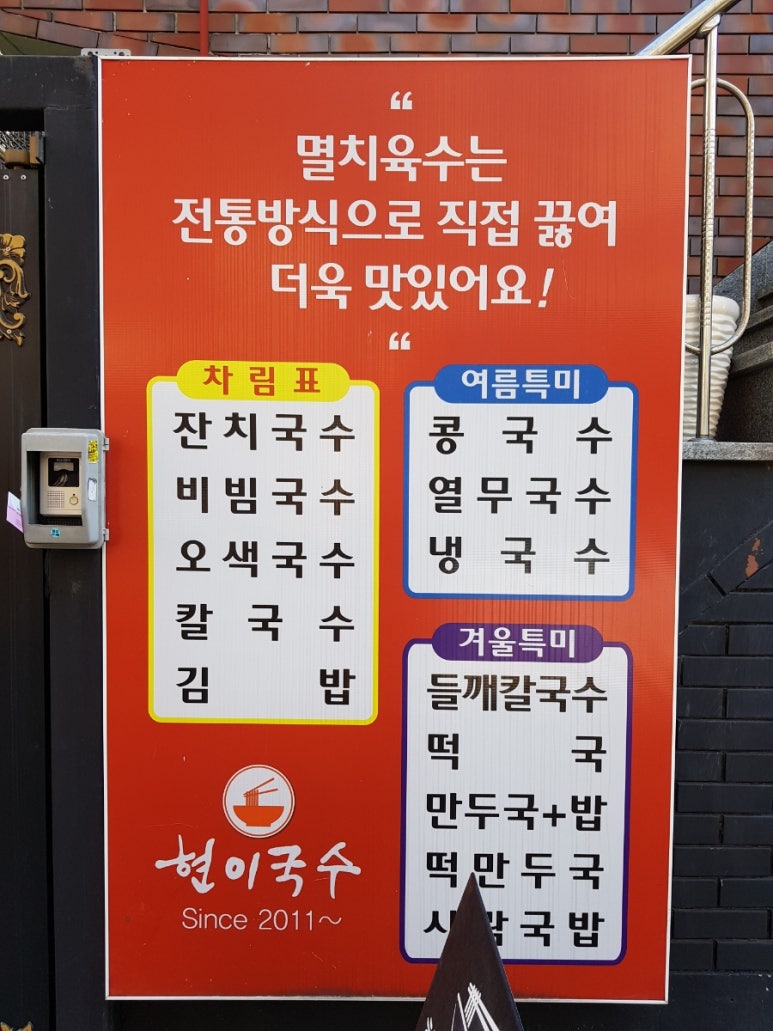 “
멸치육수는
전통방식으로 직접 끓여
더욱 맛있어요!
“
차림표
잔치국수
비빔국수
오색국수
칼국수
김밥
여름특미
콩국수
열무국수
냉국수
겨울특미
들깨칼국수
떡국
만두국+밥
떡만두국
현이국수
Since 2011~